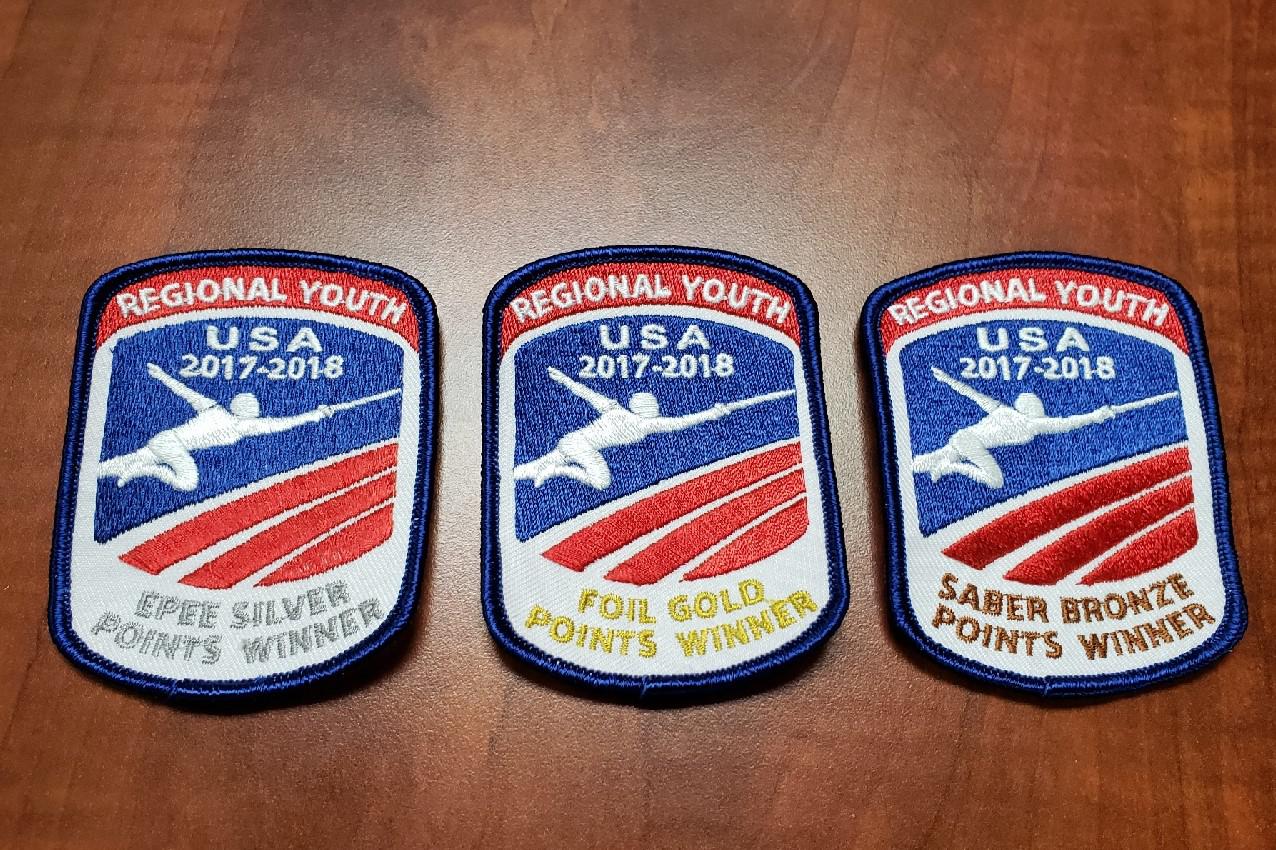 REGIONAL YOUTH
USA
2017-2018
EPEE SILVER
POINTS WINNER
REGIONAL YOUTH
USA
2017-2018
FOIL GOLD
POINTS WINNER
REGIONAL YOUTH
USA
2017-2018
SABER BRONZE
POINTS WINNER